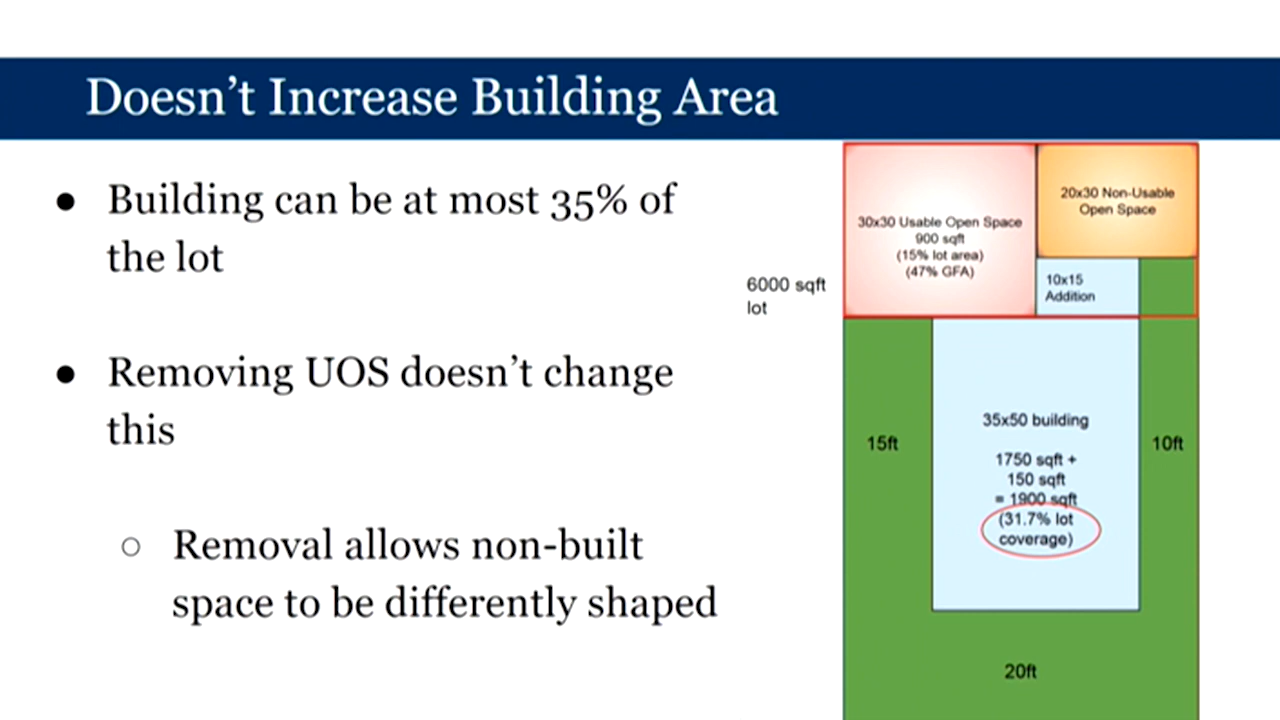 Doesn’t Increase Building Area
● Building can be at most 35% of
the lot
● Removing UOS doesn’t change
this
○ Removal allows non-built
space to be differently shaped
6000 sqft
lot
30x30 Usable Open Space
900 sqft
(15% lot area)
(47% GFA)
20x30 Non-Usable
Open Space
10x15
Addition
15ft
35x50 building
1750 sqft +
150 sqft
= 1900 sqft
(31.7% lot
coverage)
10ft
20ft